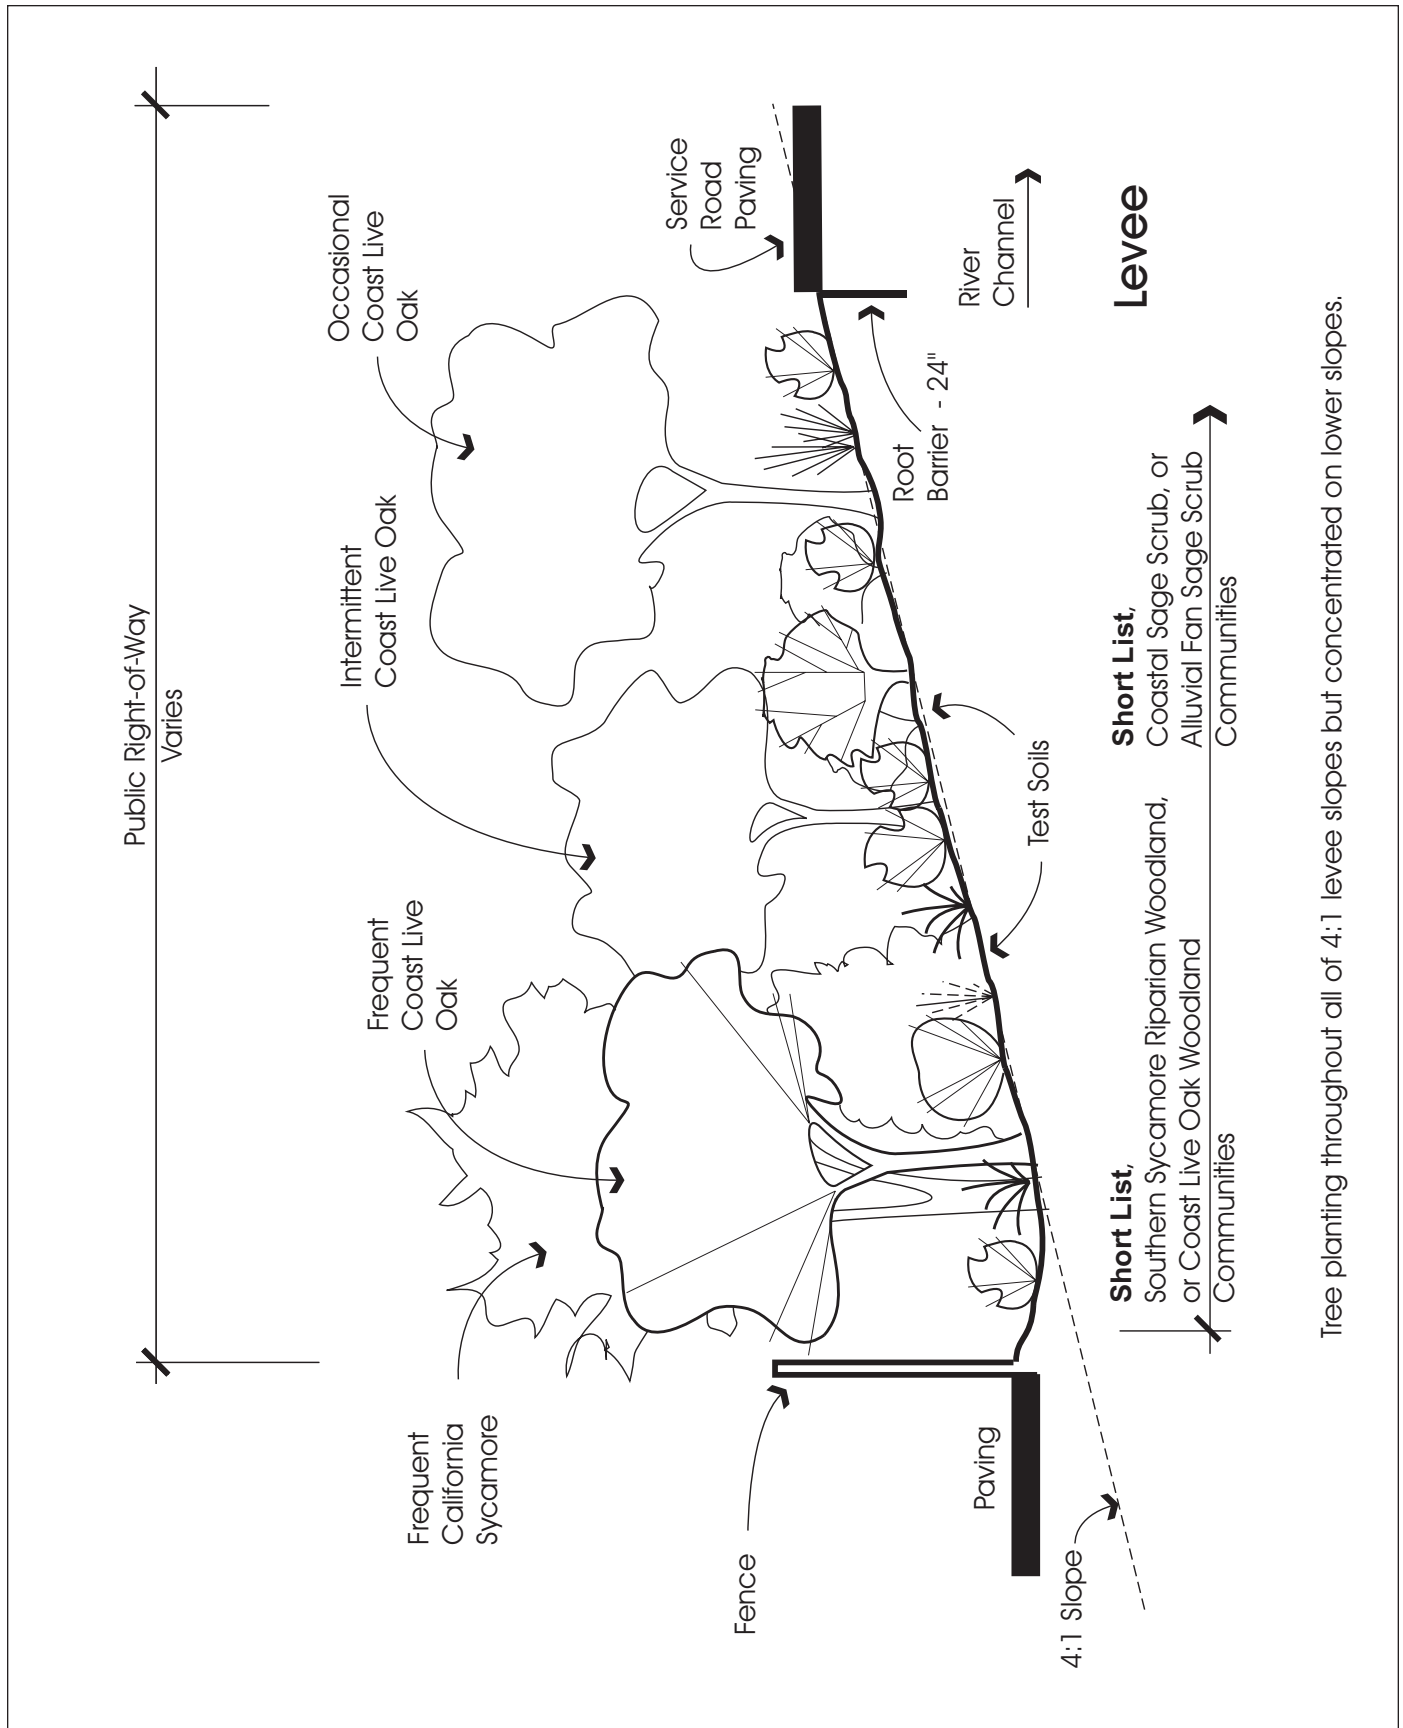 Public Right-of-Way
Varies
Frequent
California
Sycamore
Frequent
Coast Live
Oak
Intermittent
Coast Live Oak
Occasional
Coast Live
Oak
Service
Road
Paving
Fence
Paving
4:1 Slope
Test Soils
Root
Barrier - 24"
River
Channel
Levee
Short List,
Southern Sycamore Riparian Woodland,
or Coast Live Oak Woodland
Communities
Short List,
Coastal Sage Scrub, or
Alluvial Fan Sage Scrub
Communities
Tree planting throughout all of 4:1 levee slopes but concentrated on lower slopes.